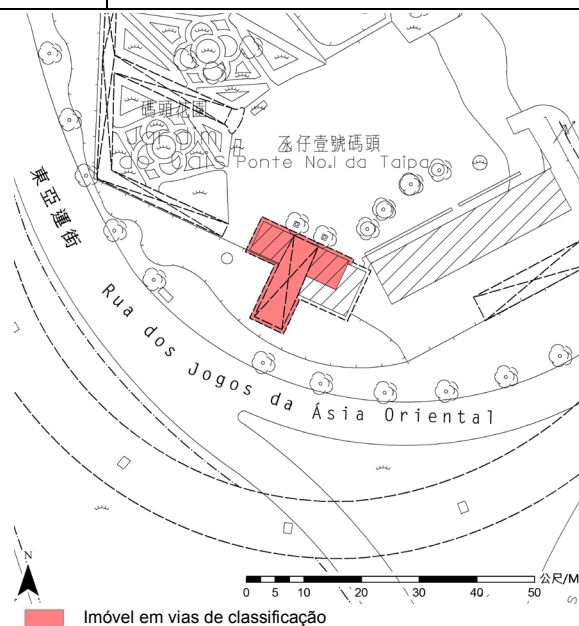 碼頭花園
氹仔壹號碼頭
Ponte No.1 da Taipa
東亞運街
Rua dos Jogos da Ásia Oriental
N
公尺/M
0 5 10 20 30 40 50
Imóvel em vias de classificação